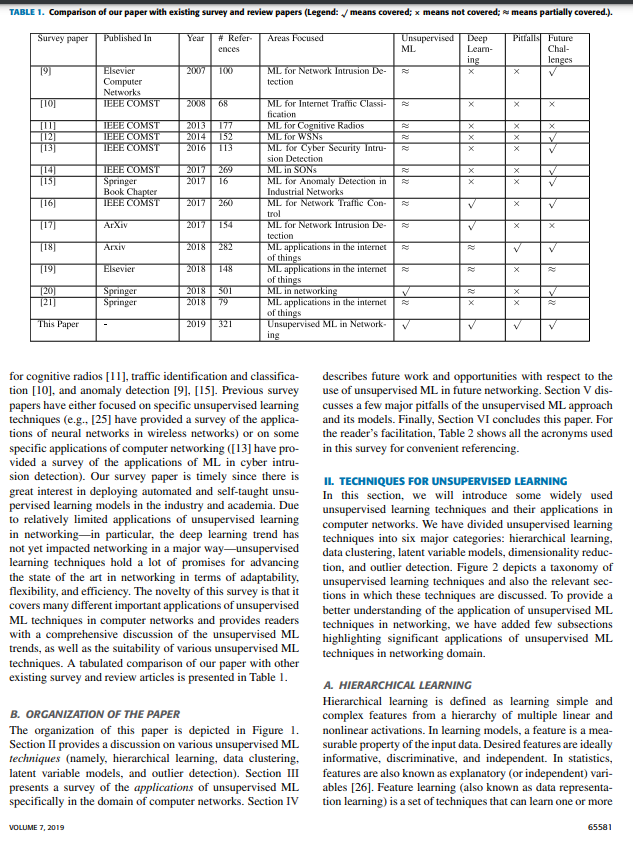 TABLE 1. Comparison of our paper with existing survey and review papers (Legend: √ means covered; × means not covered; ≈ means partially covered.).
Survey paper Published In Year # Refer- Areas Focused Unsupervised Deep Pitfalls Future
ences ML Learn- Chal-
ing lenges
[9] Elsevier 2007 100 ML for Network Intrusion De- ≈ × × √
Computer tection
Networks
[10] IEEE COMST 2008 68 ML for Internet Traffic Classi- ≈ × × ×
fication
[11] IEEE COMST 2013 177 ML for Cognitive Radios ≈ × × ×
[12] IEEE COMST 2014 152 ML for WSNs ≈ × × √
[13] IEEE COMST 2016 113 ML for Cyber Security Intru- ≈ × × √
sion Detection
[14] IEEE COMST 2017 269 ML in SONs ≈ × × √
[15] Springer 2017 16 ML for Anomaly Detection in ≈ × × √
Book Chapter Industrial Networks
[16] IEEE COMST 2017 260 ML for Network Traffic Con- ≈ √ × √
trol
[17] ArXiv 2017 154 ML for Network Intrusion De- ≈ √ × ×
tection
[18] Arxiv 2018 282 ML applications in the internet ≈ ≈ √ √
of things
[19] Elsevier 2018 148 ML applications in the internet ≈ ≈ × ≈
of things
[20] Springer 2018 501 ML in networking √ ≈ × √
[21] Springer 2018 79 ML applications in the internet ≈ × × ≈
of things
This Paper - 2019 321 Unsupervised ML in Network- √ √ √ √
ing
for cognitive radios [11], traffic identification and classifica-
tion [10], and anomaly detection [9], [15]. Previous survey
papers have either focused on specific unsupervised learning
techniques (e.g., [25] have provided a survey of the applica-
tions of neural networks in wireless networks) or on some
specific applications of computer networking ([13] have pro-
vided a survey of the applications of ML in cyber intru-
sion detection). Our survey paper is timely since there is
great interest in deploying automated and self-taught unsu-
pervised learning models in the industry and academia. Due
to relatively limited applications of unsupervised learning
in networking—in particular, the deep learning trend has
not yet impacted networking in a major way—unsupervised
learning techniques hold a lot of promises for advancing
the state of the art in networking in terms of adaptability,
flexibility, and efficiency. The novelty of this survey is that it
covers many different important applications of unsupervised
ML techniques in computer networks and provides readers
with a comprehensive discussion of the unsupervised ML
trends, as well as the suitability of various unsupervised ML
techniques. A tabulated comparison of our paper with other
existing survey and review articles is presented in Table 1.
B. ORGANIZATION OF THE PAPER
The organization of this paper is depicted in Figure 1.
Section II provides a discussion on various unsupervised ML
techniques (namely, hierarchical learning, data clustering,
latent variable models, and outlier detection). Section III
presents a survey of the applications of unsupervised ML
specifically in the domain of computer networks. Section IV
describes future work and opportunities with respect to the
use of unsupervised ML in future networking. Section V dis-
cusses a few major pitfalls of the unsupervised ML approach
and its models. Finally, Section VI concludes this paper. For
the reader's facilitation, Table 2 shows all the acronyms used
in this survey for convenient referencing.
II. TECHNIQUES FOR UNSUPERVISED LEARNING
In this section, we will introduce some widely used
unsupervised learning techniques and their applications in
computer networks. We have divided unsupervised learning
techniques into six major categories: hierarchical learning,
data clustering, latent variable models, dimensionality reduc-
tion, and outlier detection. Figure 2 depicts a taxonomy of
unsupervised learning techniques and also the relevant sec-
tions in which these techniques are discussed. To provide a
better understanding of the application of unsupervised ML
techniques in networking, we have added few subsections
highlighting significant applications of unsupervised ML
techniques in networking domain.
A. HIERARCHICAL LEARNING
Hierarchical learning is defined as learning simple and
complex features from a hierarchy of multiple linear and
nonlinear activations. In learning models, a feature is a mea-
surable property of the input data. Desired features are ideally
informative, discriminative, and independent. In statistics,
features are also known as explanatory (or independent) vari-
ables [26]. Feature learning (also known as data representa-
tion learning) is a set of techniques that can learn one or more
VOLUME 7, 2019
65581